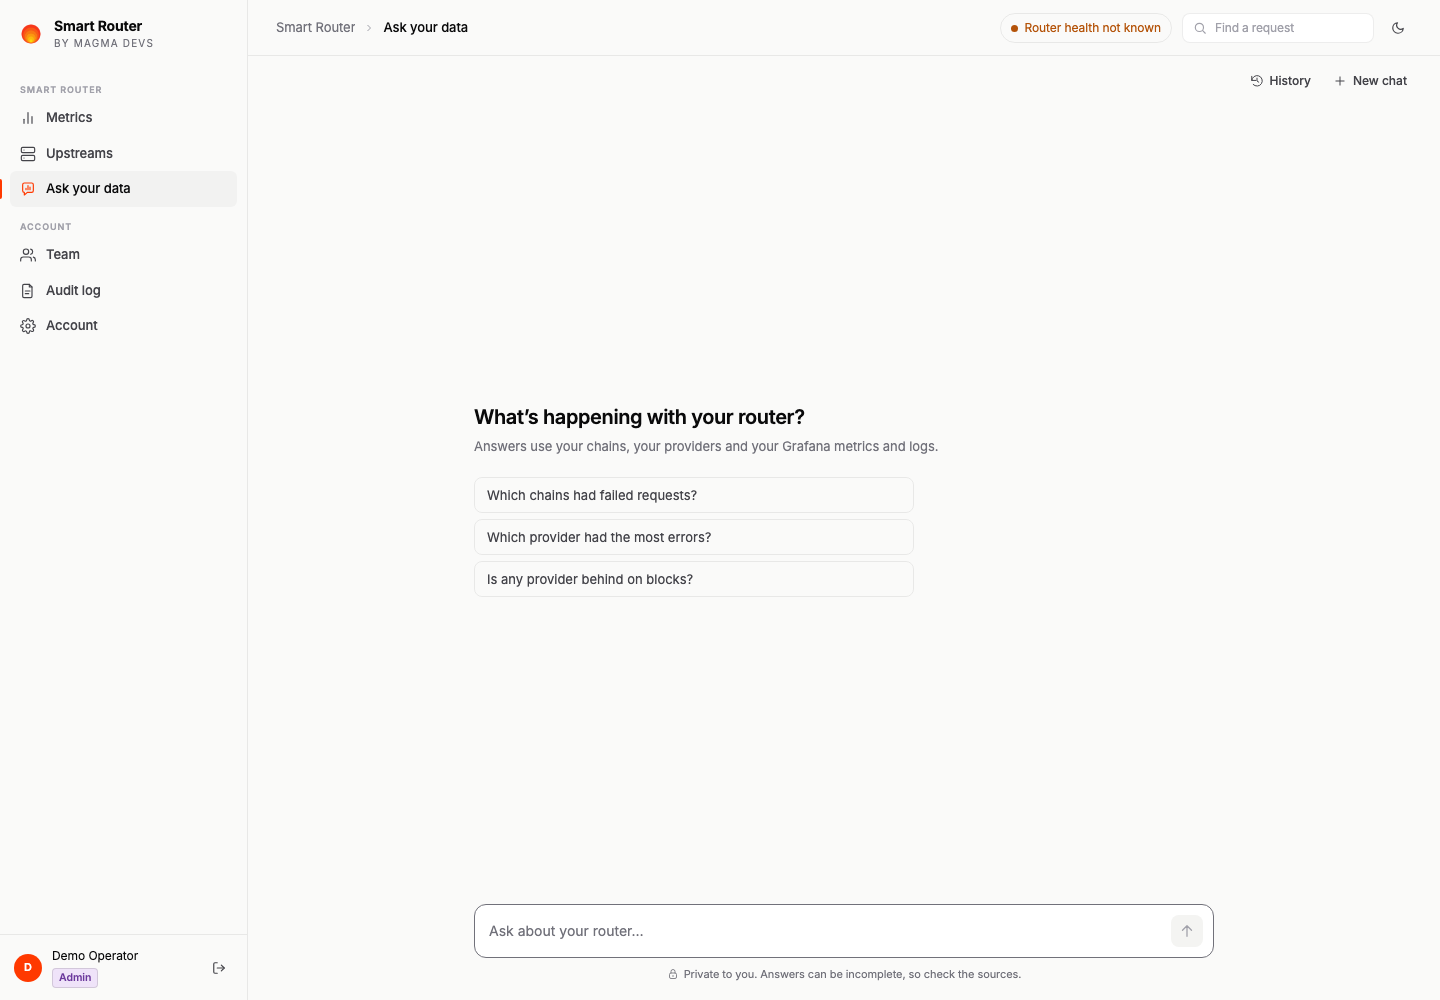 Smart Router
BY MAGMA DEVS
SMART ROUTER
Metrics
Upstreams
Ask your data
ACCOUNT
Team
Audit log
Account
Demo Operator
D
Admin
Smart Router
Ask your data
Router health not known
Find a request
History
New chat
What’s happening with your router?
Answers use your chains, your providers and your Grafana metrics and logs.
Which chains had failed requests?
Which provider had the most errors?
Is any provider behind on blocks?
Ask about your router...
Private to you. Answers can be incomplete, so check the sources.